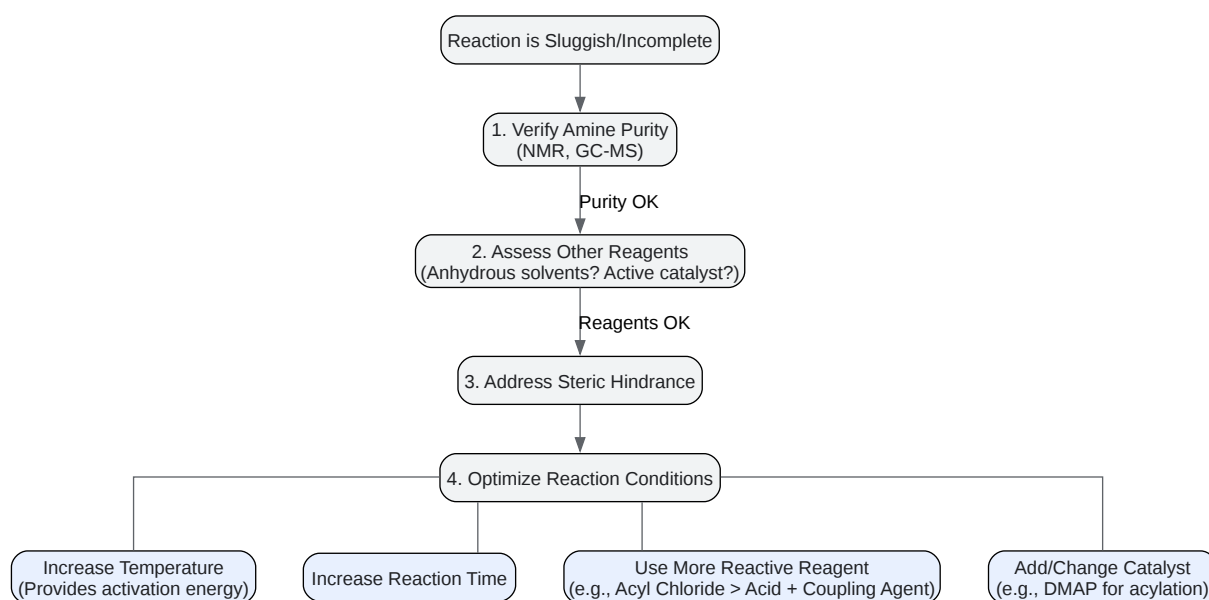 Reaction is Sluggish/Incomplete
1. Verify Amine Purity
(NMR, GC-MS)
Purity OK
2. Assess Other Reagents
(Anhydrous solvents? Active catalyst?)
Reagents OK
3. Address Steric Hindrance
4. Optimize Reaction Conditions
Increase Temperature
(Provides activation energy)
Increase Reaction Time
Use More Reactive Reagent
(e.g., Acyl Chloride > Acid + Coupling Agent)
Add/Change Catalyst
(e.g., DMAP for acylation)